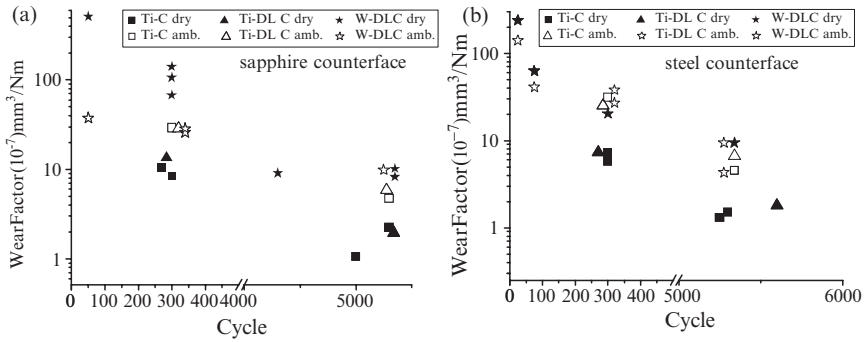 (a)
Ti-C dry Ti-DL C dry W-DLC dry
Ti-C amb. Ti-DL C amb. W-DLC amb.
sapphire counterface
WearFactor(10-7)mm3/Nm
100
10
1
0 100 200 300 400 4000 5000
Cycle
(b)
Ti-C dry Ti-DL C dry W-DLC dry
Ti-C amb. Ti-DL C amb. W-DLC amb.
steel counterface
WearFactor(10−7)mm3/Nm
100
10
1
0 100 200 300 400 5000 6000
Cycle